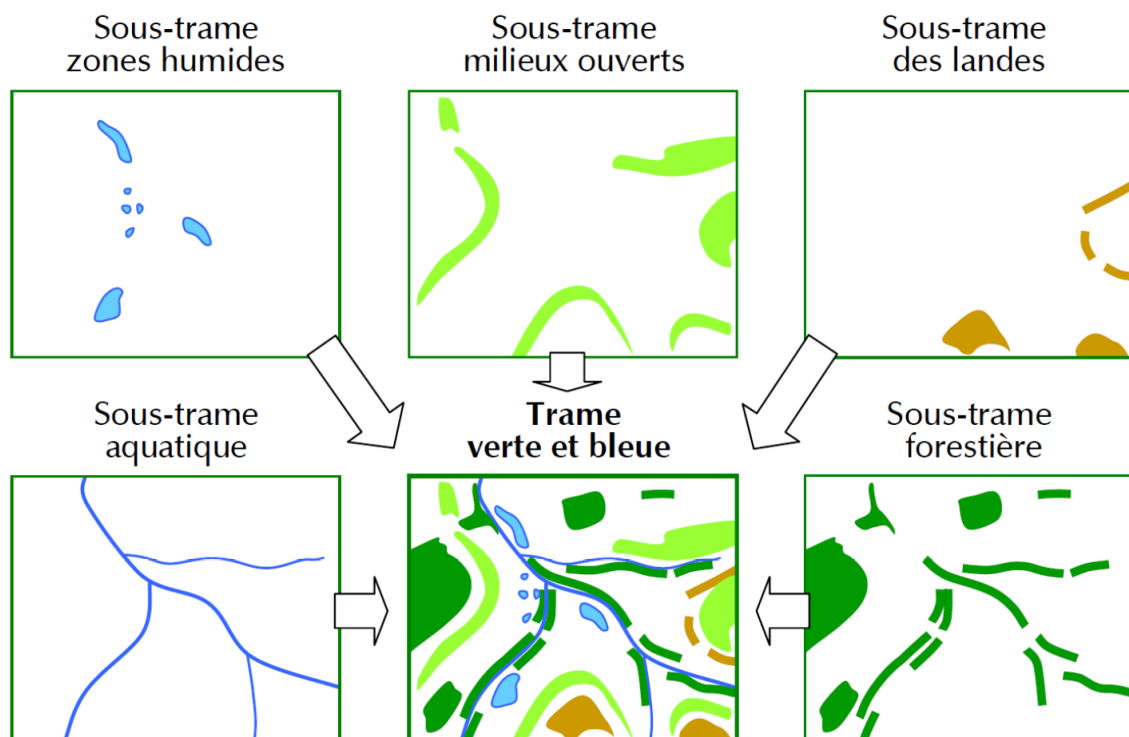 Sous-trame
zones humides
Sous-trame
milieux ouverts
Sous-trame
des landes
Sous-trame
aquatique
Trame
verte et bleue
Sous-trame
forestière